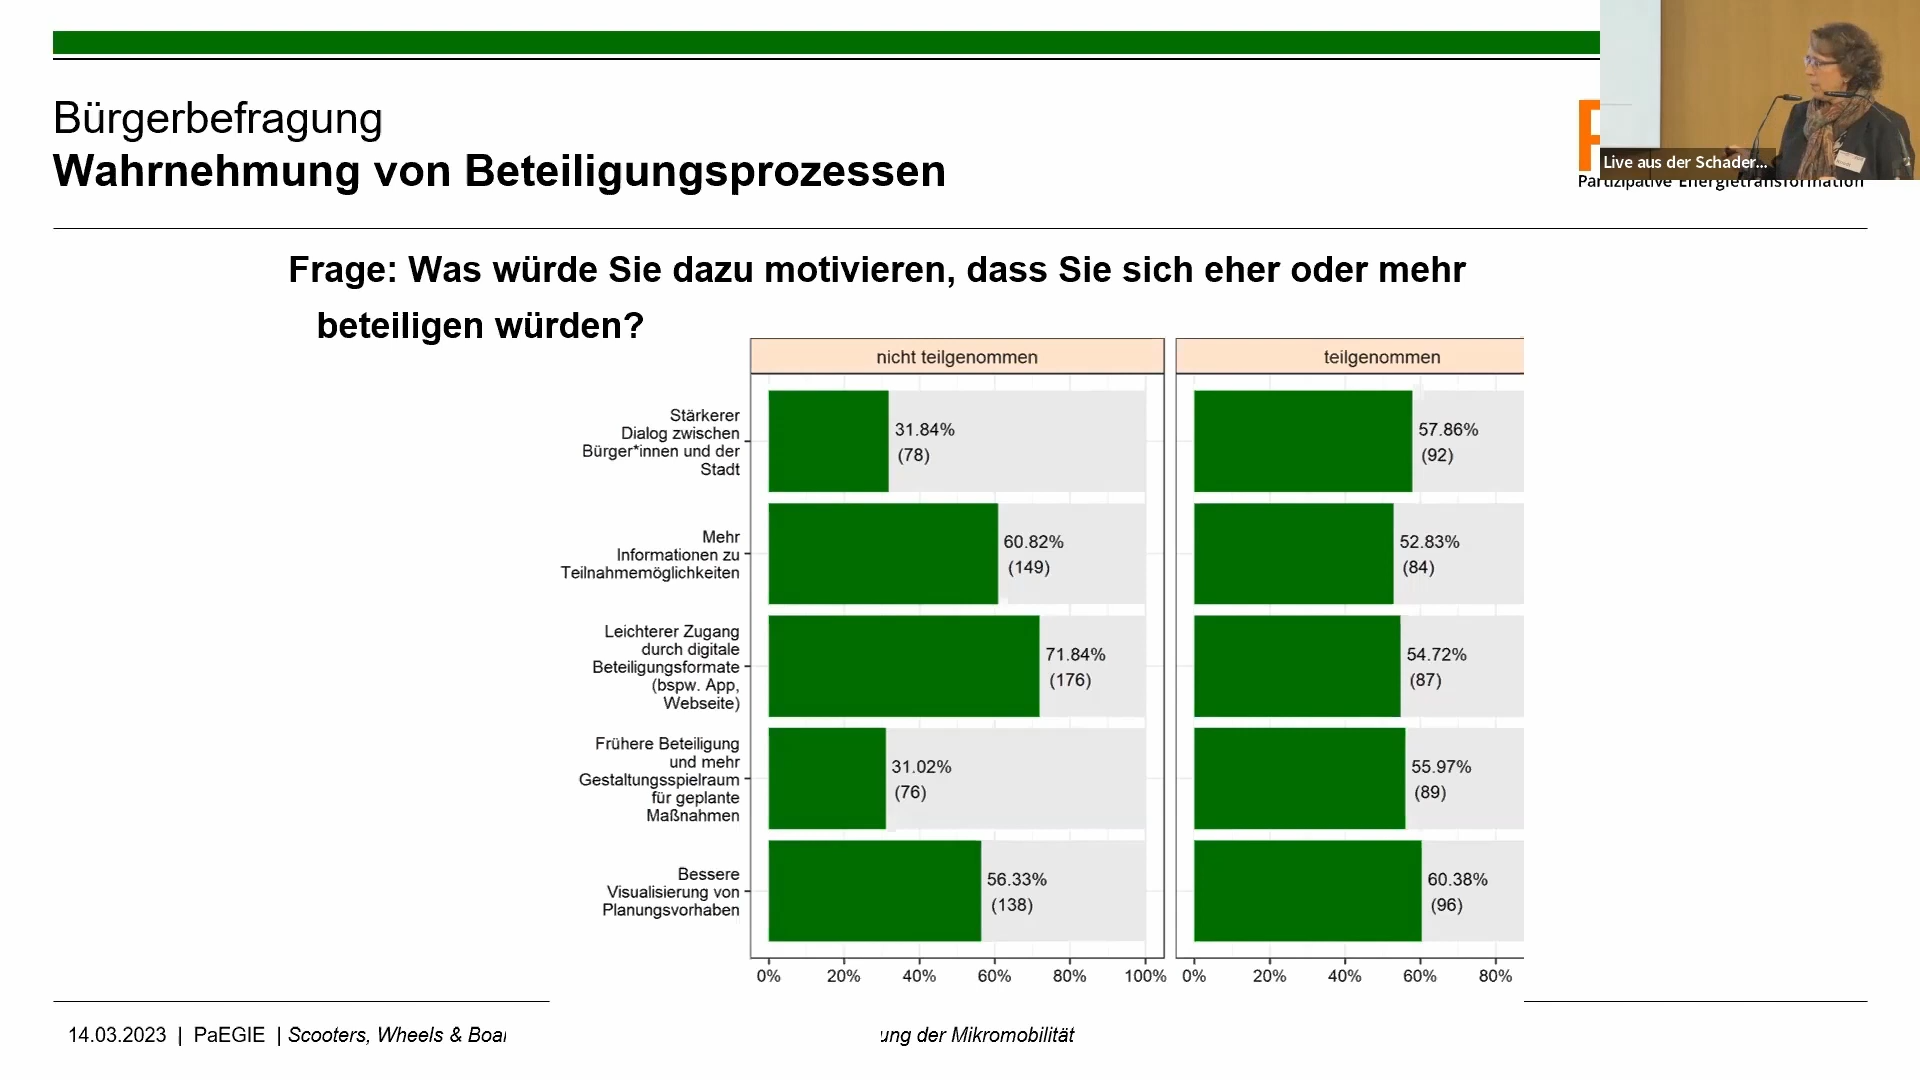 Bürgerbefragung
Wahrnehmung von Beteiligungsprozessen
Live aus der Schader...
Partizipative Energietransformation
Frage: Was würde Sie dazu motivieren, dass Sie sich eher oder mehr
beteiligen würden?
nicht teilgenommen
teilgenommen
Stärkerer
Dialog zwischen
Bürger*innen und der
Stadt
31.84%
(78)
57.86%
(92)
Mehr
Informationen zu
Teilnahmemöglichkeiten
60.82%
(149)
52.83%
(84)
Leichterer Zugang
durch digitale
Beteiligungsformate
(bspw. App,
Webseite)
71.84%
(176)
54.72%
(87)
Frühere Beteiligung
und mehr
Gestaltungsspielraum
für geplante
Maßnahmen
31.02%
(76)
55.97%
(89)
Bessere
Visualisierung von
Planungsvorhaben
56.33%
(138)
60.38%
(96)
0% 20% 40% 60% 80% 100% 0% 20% 40% 60% 80%
14.03.2023 | PaEGIE | Scooters, Wheels & Boar ung der Mikromobilität